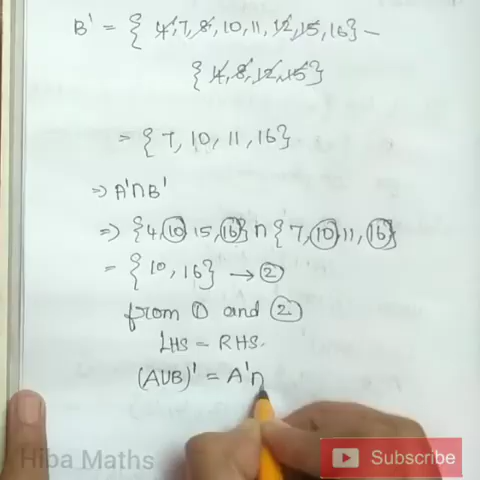 B' = { 4, 7, 8, 10, 11, 12, 15, 16} -
{ 4, 8, 12, 15}
= { 7, 10, 11, 16}
⇒ A'∩B'
⇒ {4, 10, 15, 16} ∩ { 7, 10, 11, 16}
= { 10, 16} → ②
from ① and ②
LHS = RHS.
(AUB)' = A'∩
Hiba Maths
Subscribe